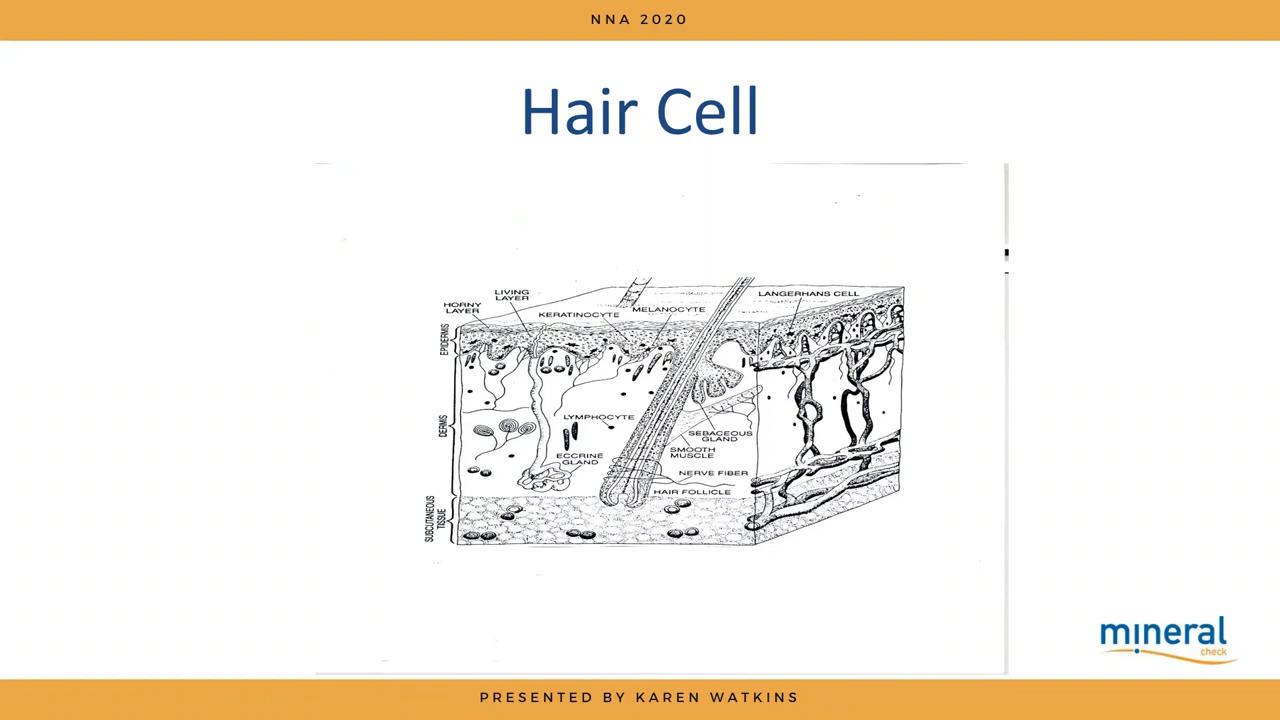 NNA 2020
Hair Cell
LIVING
LAYER
HORNY
LAYER
KERATINOCYTE
MELANOCYTE
LANGERHANS CELL
EPIDERMIS
DERMIS
LYMPHOCYTE
SEBACEOUS
GLAND
ECCRINE
GLAND
SMOOTH
MUSCLE
NERVE FIBER
HAIR FOLLICLE
SUBCUTANEOUS
TISSUE
mineral
check
PRESENTED BY KAREN WATKINS